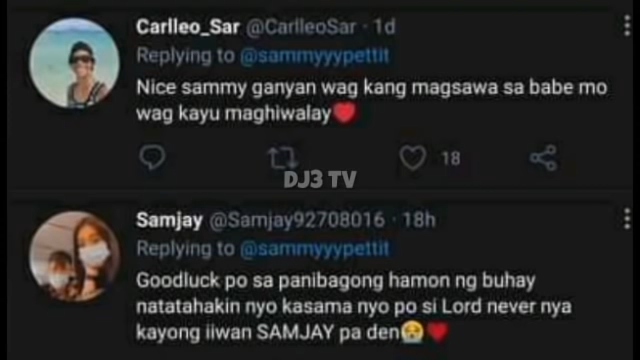 Carlleo_Sar @CarlleoSar · 1d
Replying to @sammyyypettit
Nice sammy ganyan wag kang magsawa sa babe mo
wag kayu maghiwalay❤️
18
DJ3 TV
Samjay @Samjay92708016 · 18h
Replying to @sammyyypettit
Goodluck po sa panibagong hamon ng buhay
natatahakin nyo kasama nyo po si Lord never nya
kayong iiwan SAMJAY pa den😭❤️